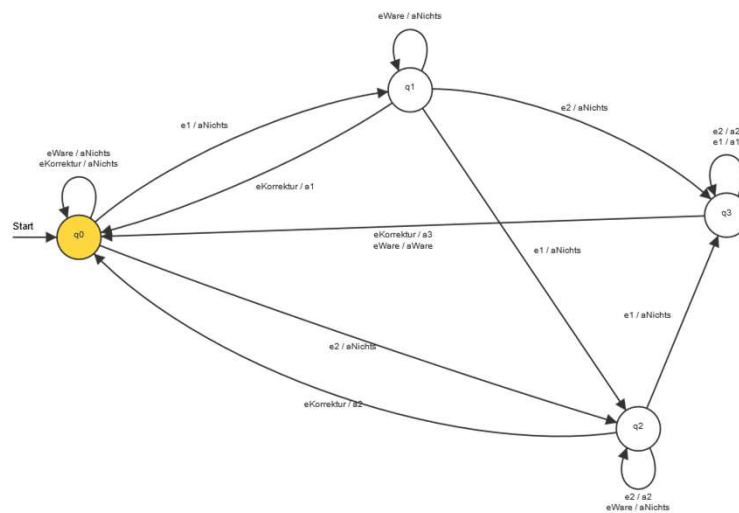 eWare / aNichts
q1
e2 / aNichts
e1 / aNichts
e2 / a2
e1 / a1
eWare / aNichts
eKorrektur / aNichts
eKorrektur / a1
q3
Start
q0
eKorrektur / a3
eWare / aWare
e1 / aNichts
e1 / aNichts
e2 / aNichts
eKorrektur / a2
q2
e2 / a2
eWare / aNichts